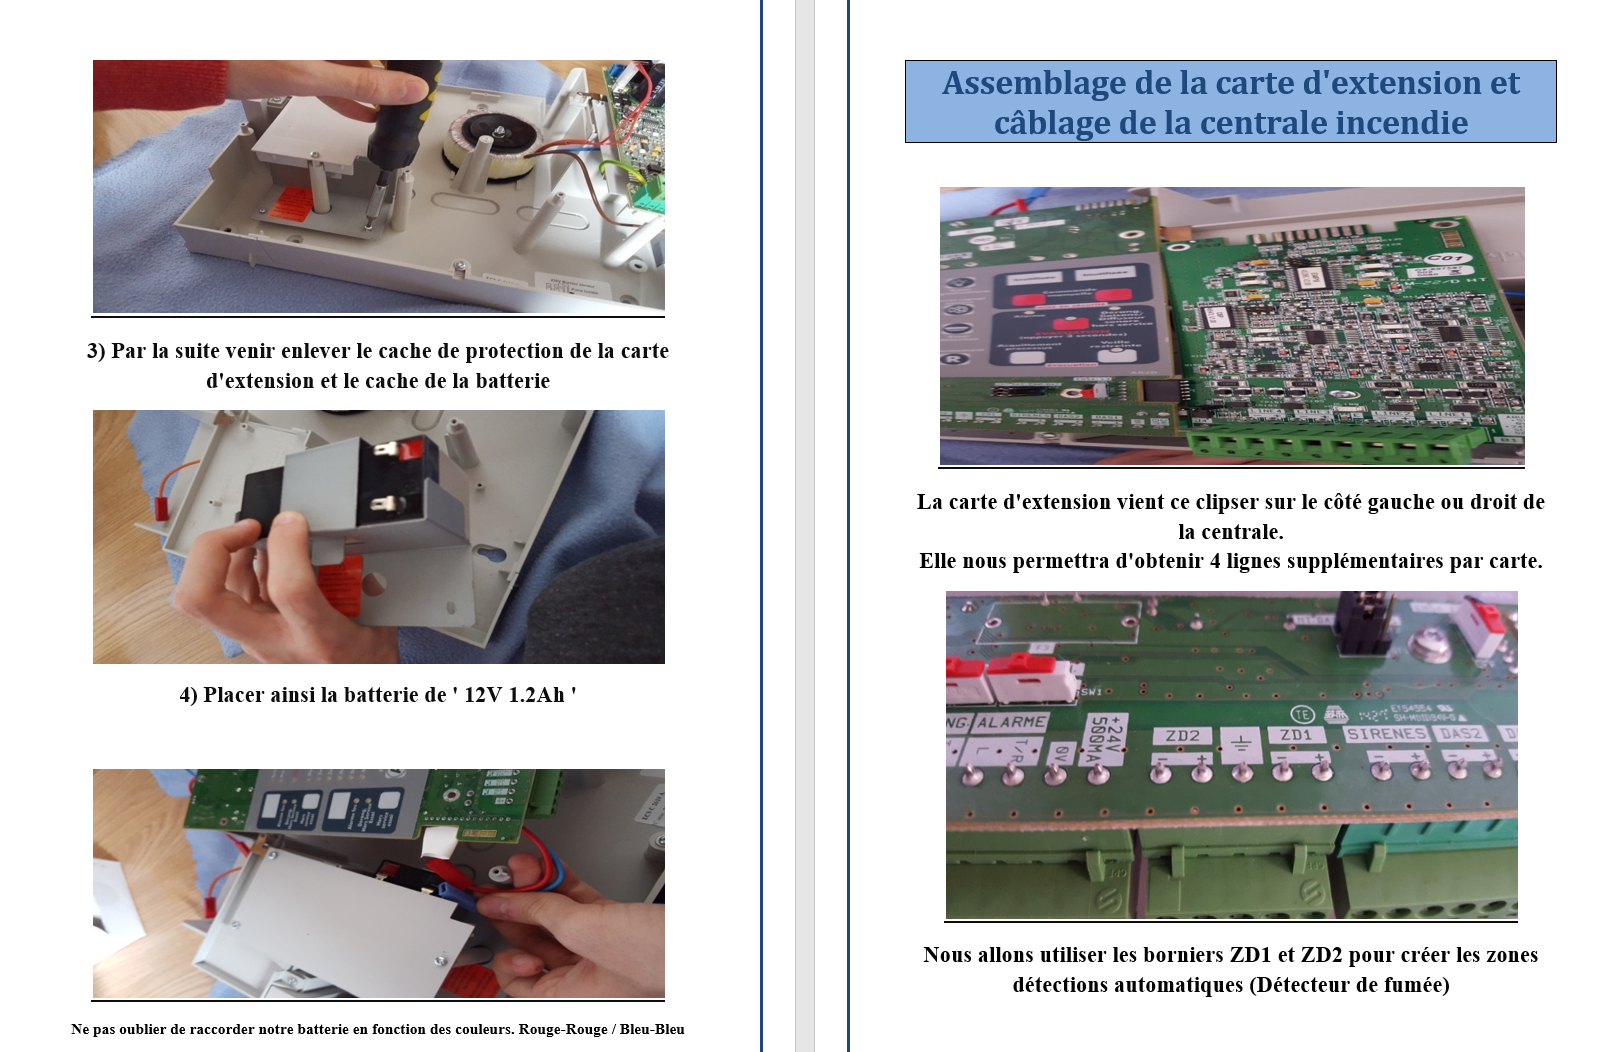 3) Par la suite venir enlever le cache de protection de la carte
d'extension et le cache de la batterie
4) Placer ainsi la batterie de ' 12V 1.2Ah '
Ne pas oublier de raccorder notre batterie en fonction des couleurs. Rouge-Rouge / Bleu-Bleu
Assemblage de la carte d'extension et
câblage de la centrale incendie
C01
La carte d'extension vient ce clipser sur le côté gauche ou droit de
la centrale.
Elle nous permettra d'obtenir 4 lignes supplémentaires par carte.
SW1
ALARME
L
T/R
0V
+24V
500MA
ZD2
ZD1
SIRENES
DAS2
- +
- +
- +
-
TE
E154554
Nous allons utiliser les borniers ZD1 et ZD2 pour créer les zones
détections automatiques (Détecteur de fumée)